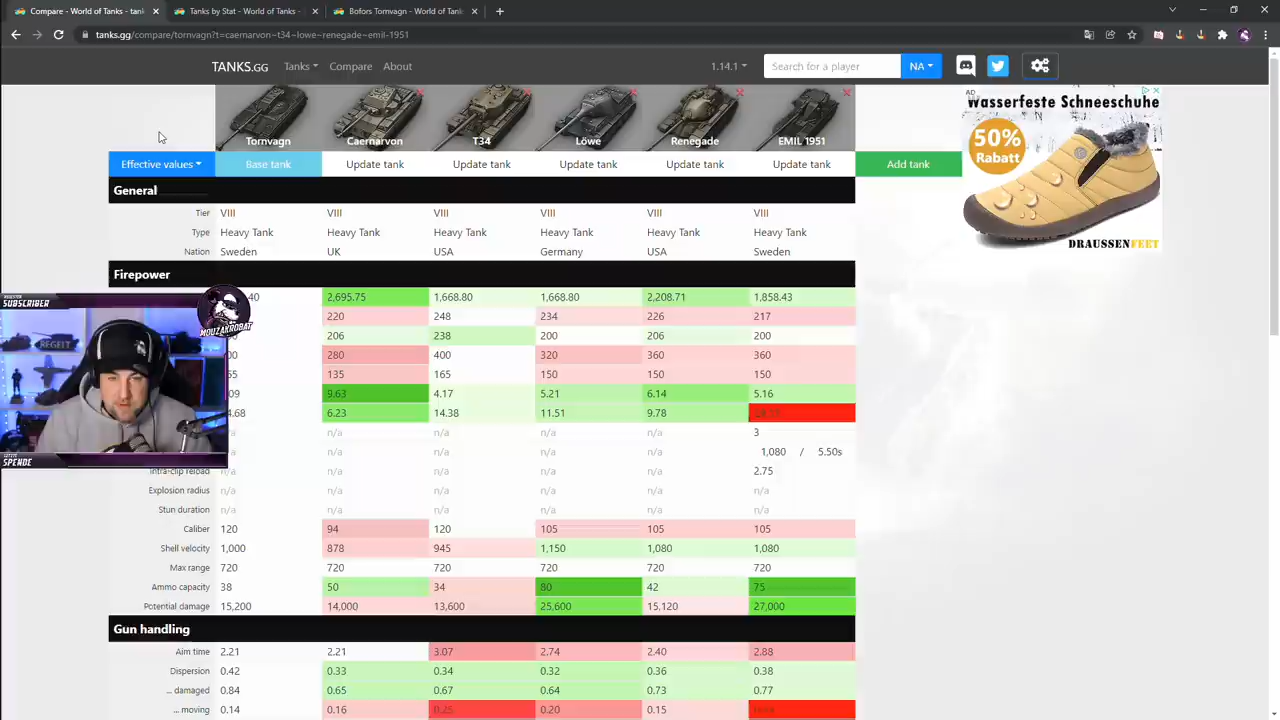 Compare - World of Tanks - tank
Tanks by Stat - World of Tanks -
Bofors Tornvagn - World of Tank
tanks.gg/compare/tornvagn?t=caernarvon~t34~lowe~renegade~emil-1951
TANKS.GG Tanks Compare About 1.14.1 Search for a player NA
Tornvagn Caernarvon T34 Löwe Renegade EMIL 1951
Effective values Base tank Update tank Update tank Update tank Update tank Update tank Add tank
General
Tier VIII VIII VIII VIII VIII VIII
Type Heavy Tank Heavy Tank Heavy Tank Heavy Tank Heavy Tank Heavy Tank
Nation Sweden UK USA Germany USA Sweden
Firepower
40 2,695.75 1,668.80 1,668.80 2,208.71 1,858.43
220 248 234 226 217
206 238 200 206 200
00 280 400 320 360 360
65 135 165 150 150 150
09 9.63 4.17 5.21 6.14 5.16
4.68 6.23 14.38 11.51 9.78
n/a n/a n/a n/a n/a 3
n/a n/a n/a n/a n/a 1,080 / 5.50s
Intra-clip reload n/a n/a n/a n/a n/a 2.75
Explosion radius n/a n/a n/a n/a n/a n/a
Stun duration n/a n/a n/a n/a n/a n/a
Caliber 120 94 120 105 105 105
Shell velocity 1,000 878 945 1,150 1,080 1,080
Max range 720 720 720 720 720 720
Ammo capacity 38 50 34 80 42 75
Potential damage 15,200 14,000 13,600 25,600 15,120 27,000
Gun handling
Aim time 2.21 2.21 3.07 2.74 2.40 2.88
Dispersion 0.42 0.33 0.34 0.32 0.36 0.38
... damaged 0.84 0.65 0.67 0.64 0.73 0.77
... moving 0.14 0.16 0.25 0.20 0.15
AD
Wasserfeste Schneeschuhe
50%
Rabatt
DRAUSSENFEET
SUBSCRIBER
MOUZAKROBAT
REGELT
SPENDE